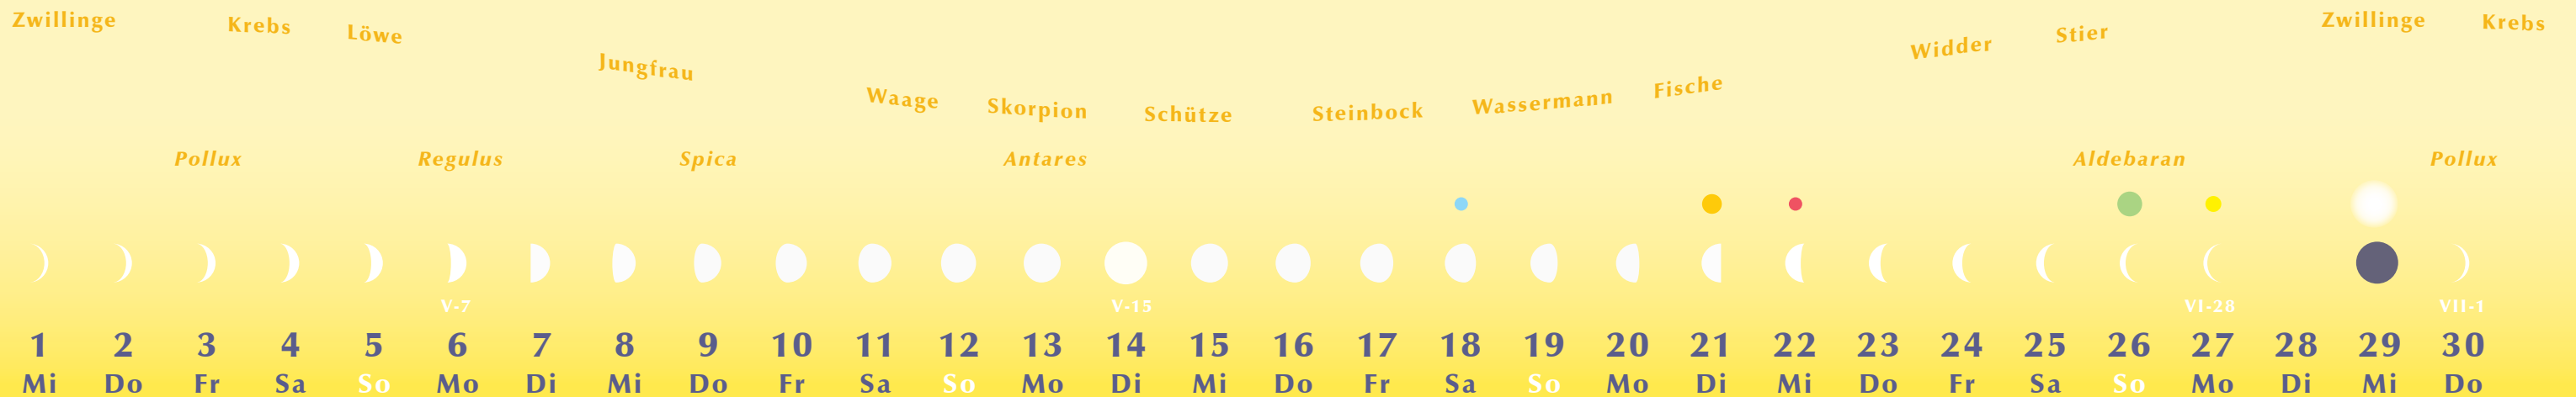 Zwillinge Krebs Löwe Jungfrau Waage Skorpion Schütze Steinbock Wassermann Fische Widder Stier Zwillinge Krebs
Pollux Regulus Spica Antares Aldebaran Pollux
V-7 V-15 VI-28 VII-1
1 2 3 4 5 6 7 8 9 10 11 12 13 14 15 16 17 18 19 20 21 22 23 24 25 26 27 28 29 30
Mi Do Fr Sa So Mo Di Mi Do Fr Sa So Mo Di Mi Do Fr Sa So Mo Di Mi Do Fr Sa So Mo Di Mi Do